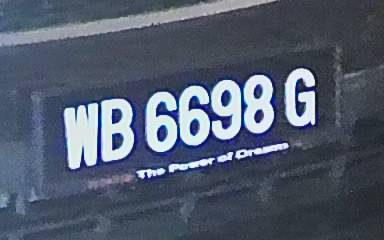 WB 6698 G
The Power of Dreams